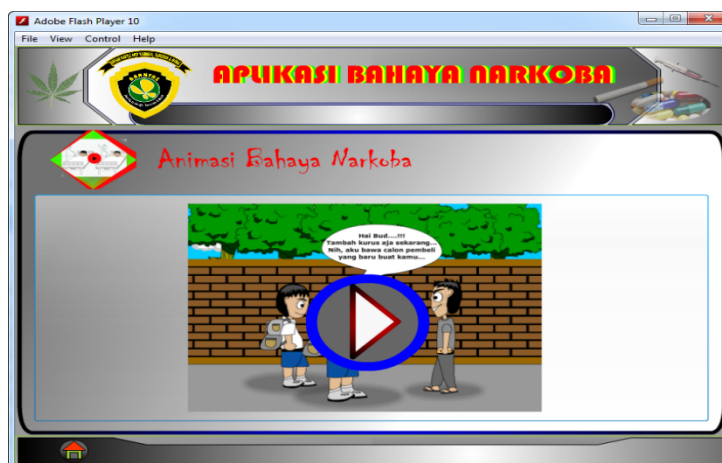 Adobe Flash Player 10
File View Control Help
APLIKASI BAHAYA NARKOBA
Animasi Bahaya Narkoba
Hai Bud....!!!
Tambah kurus aja sekarang...
Nih, aku bawa calon pembeli
yang baru buat kamu...